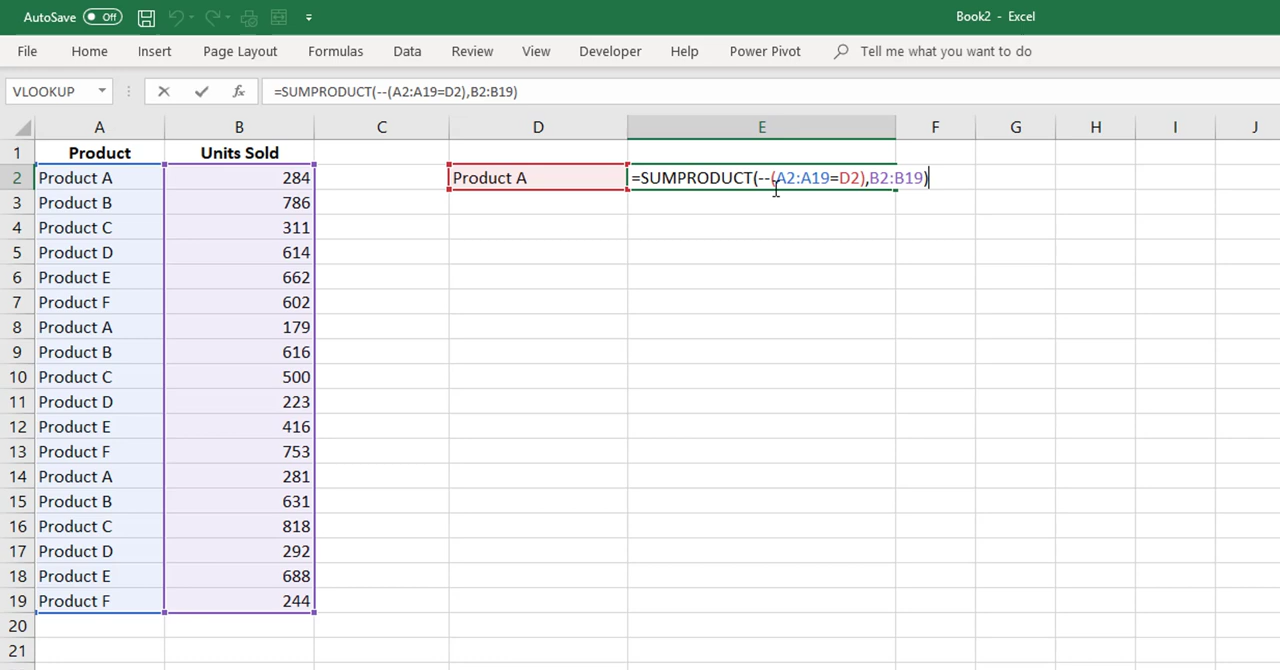 AutoSave Off Book2 - Excel
File Home Insert Page Layout Formulas Data Review View Developer Help Power Pivot Tell me what you want to do
VLOOKUP fx =SUMPRODUCT(--(A2:A19=D2),B2:B19)
A B C D E F G H I J
1 Product Units Sold
2 Product A 284 Product A =SUMPRODUCT(--(A2:A19=D2),B2:B19)
3 Product B 786
4 Product C 311
5 Product D 614
6 Product E 662
7 Product F 602
8 Product A 179
9 Product B 616
10 Product C 500
11 Product D 223
12 Product E 416
13 Product F 753
14 Product A 281
15 Product B 631
16 Product C 818
17 Product D 292
18 Product E 688
19 Product F 244
20
21